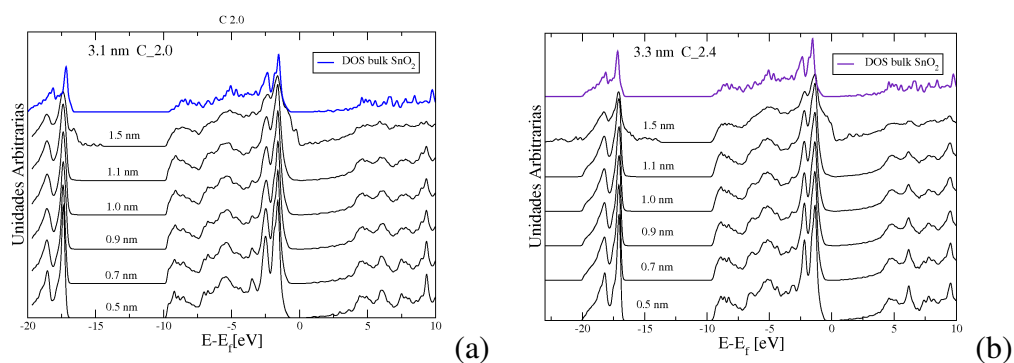 C 2.0
3.1 nm C_2.0
DOS bulk SnO2
1.5 nm
1.1 nm
1.0 nm
0.9 nm
0.7 nm
0.5 nm
Unidades Arbitrarias
-20 -15 -10 -5 0 5 10
E-Ef[eV]
(a)
3.3 nm C_2.4
DOS bulk SnO2
1.5 nm
1.1 nm
1.0 nm
0.9 nm
0.7 nm
0.5 nm
Unidades Arbitrarias
-20 -15 -10 -5 0 5 10
E-Ef [eV]
(b)